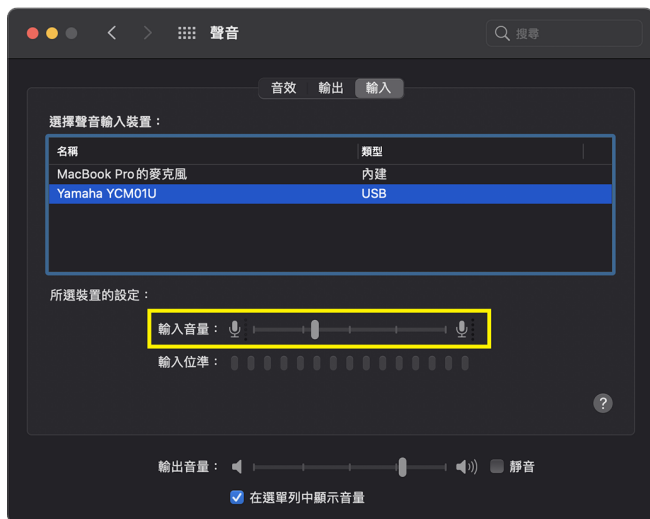 聲音
搜尋
音效 輸出 輸入
選擇聲音輸入裝置：
名稱 類型
MacBook Pro的麥克風 內建
Yamaha YCM01U USB
所選裝置的設定：
輸入音量：
輸入位準：
?
輸出音量： 靜音
在選單列中顯示音量